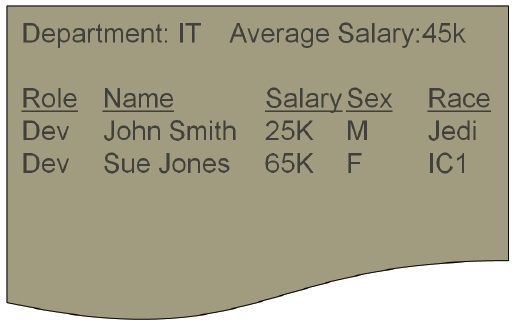 Department: IT Average Salary:45k
Role Name Salary Sex Race
Dev John Smith 25K M Jedi
Dev Sue Jones 65K F IC1